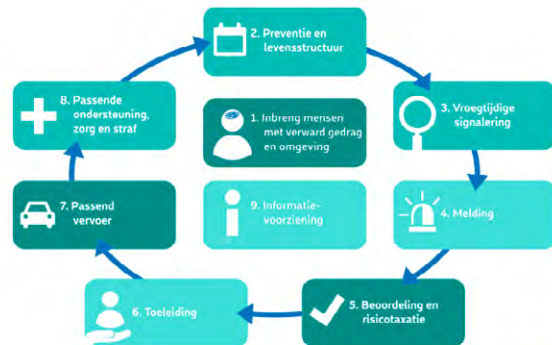 2. Preventie en
levensstructuur
8. Passende
ondersteuning,
zorg en straf
1. Inbreng mensen
met verward gedrag
en omgeving
3. Vroegtijdige
signalering
7. Passend
vervoer
9. Informatie-
voorziening
4. Melding
6. Toeleiding
5. Beoordeling en
risicotaxatie